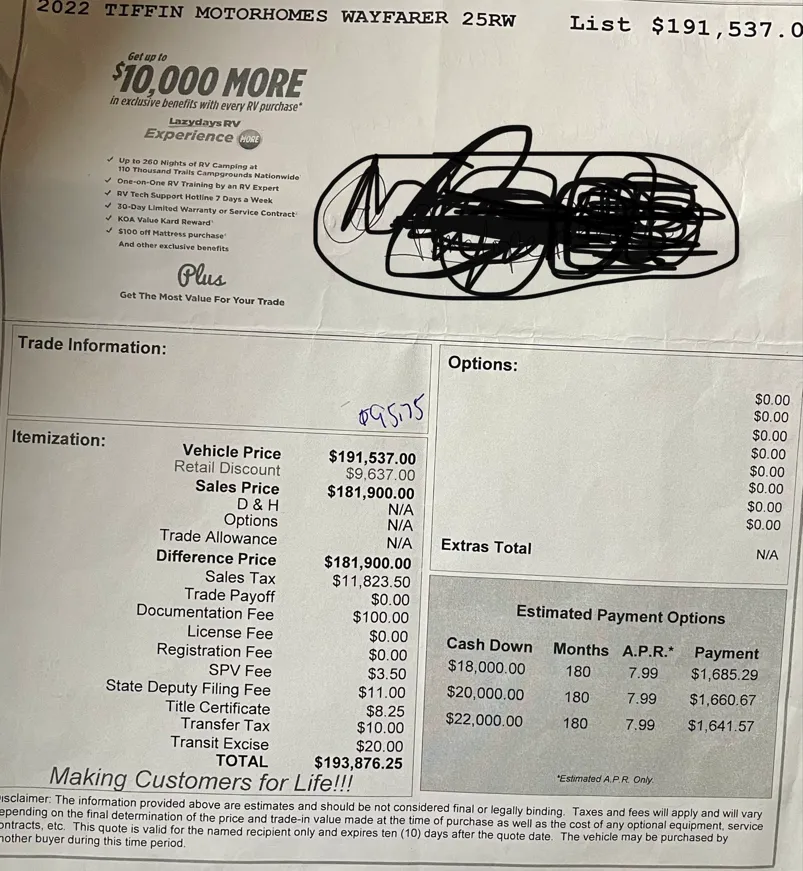 2022 TIFFIN MOTORHOMES WAYFARER 25RW
List $191,537.0
Get up to
$10,000 MORE
in exclusive benefits with every RV purchase*
Lazydays RV
Experience MORE
✓ Up to 260 Nights of RV Camping at
110 Thousand Trails Campgrounds Nationwide
✓ One-on-One RV Training by an RV Expert
✓ RV Tech Support Hotline 7 Days a Week
✓ 30-Day Limited Warranty or Service Contract
✓ KOA Value Kard Reward
✓ $100 off Mattress purchase
And other exclusive benefits
Plus
Get The Most Value For Your Trade
Trade Information:
Itemization:
Vehicle Price $191,537.00
Retail Discount $9,637.00
Sales Price $181,900.00
D & H N/A
Options N/A
Trade Allowance N/A
Difference Price $181,900.00
Sales Tax $11,823.50
Trade Payoff $0.00
Documentation Fee $100.00
License Fee $0.00
Registration Fee $0.00
SPV Fee $3.50
State Deputy Filing Fee $11.00
Title Certificate $8.25
Transfer Tax $10.00
Transit Excise $20.00
TOTAL $193,876.25
Making Customers for Life!!!
Options:
$0.00
$0.00
$0.00
$0.00
$0.00
$0.00
$0.00
$0.00
Extras Total N/A
Estimated Payment Options
Cash Down Months A.P.R.* Payment
$18,000.00 180 7.99 $1,685.29
$20,000.00 180 7.99 $1,660.67
$22,000.00 180 7.99 $1,641.57
*Estimated A.P.R. Only.
isclaimer: The information provided above are estimates and should be not considered final or legally binding. Taxes and fees will apply and will vary
epending on the final determination of the price and trade-in value made at the time of purchase as well as the cost of any optional equipment, service
ontracts, etc. This quote is valid for the named recipient only and expires ten (10) days after the quote date. The vehicle may be purchased by
nother buyer during this time period.